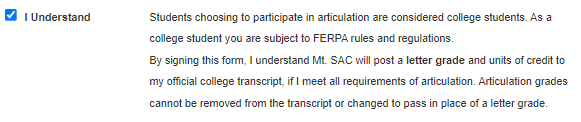 I Understand Students choosing to participate in articulation are considered college students. As a
college student you are subject to FERPA rules and regulations.
By signing this form, I understand Mt. SAC will post a letter grade and units of credit to
my official college transcript, if I meet all requirements of articulation. Articulation grades
cannot be removed from the transcript or changed to pass in place of a letter grade.